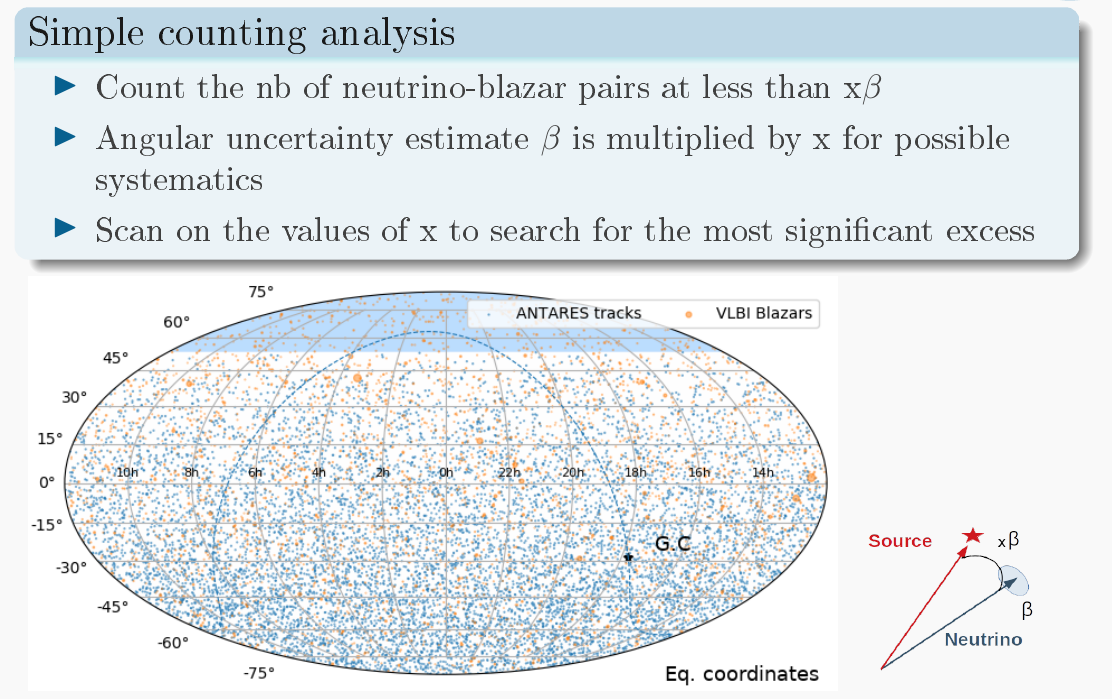 Simple counting analysis
Count the nb of neutrino-blazar pairs at less than xβ
Angular uncertainty estimate β is multiplied by x for possible
systematics
Scan on the values of x to search for the most significant excess
ANTARES tracks
VLBI Blazars
75°
60°
45°
30°
15°
0°
-15°
-30°
-45°
-60°
-75°
10h
8h
6h
4h
2h
0h
22h
20h
18h
16h
14h
G.C
Eq. coordinates
Source
xβ
β
Neutrino